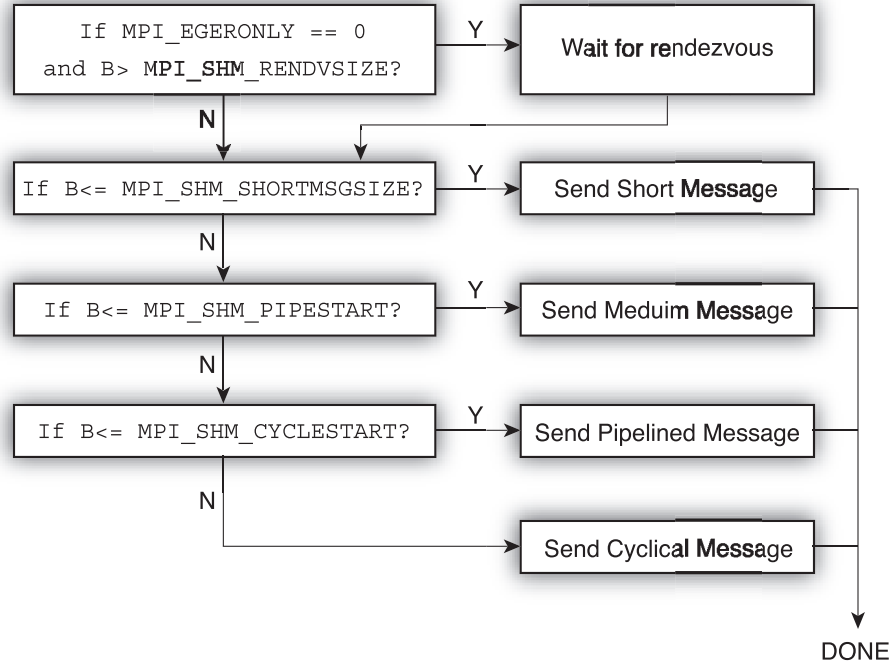 If MPI_EGERONLY == 0
and B> MPI_SHM_RENDVSIZE?
Y
Wait for rendezvous
N
If B<= MPI_SHM_SHORTMSGSIZE?
Y
Send Short Message
N
If B<= MPI_SHM_PIPESTART?
Y
Send Meduim Message
N
If B<= MPI_SHM_CYCLESTART?
Y
Send Pipelined Message
N
Send Cyclical Message
DONE